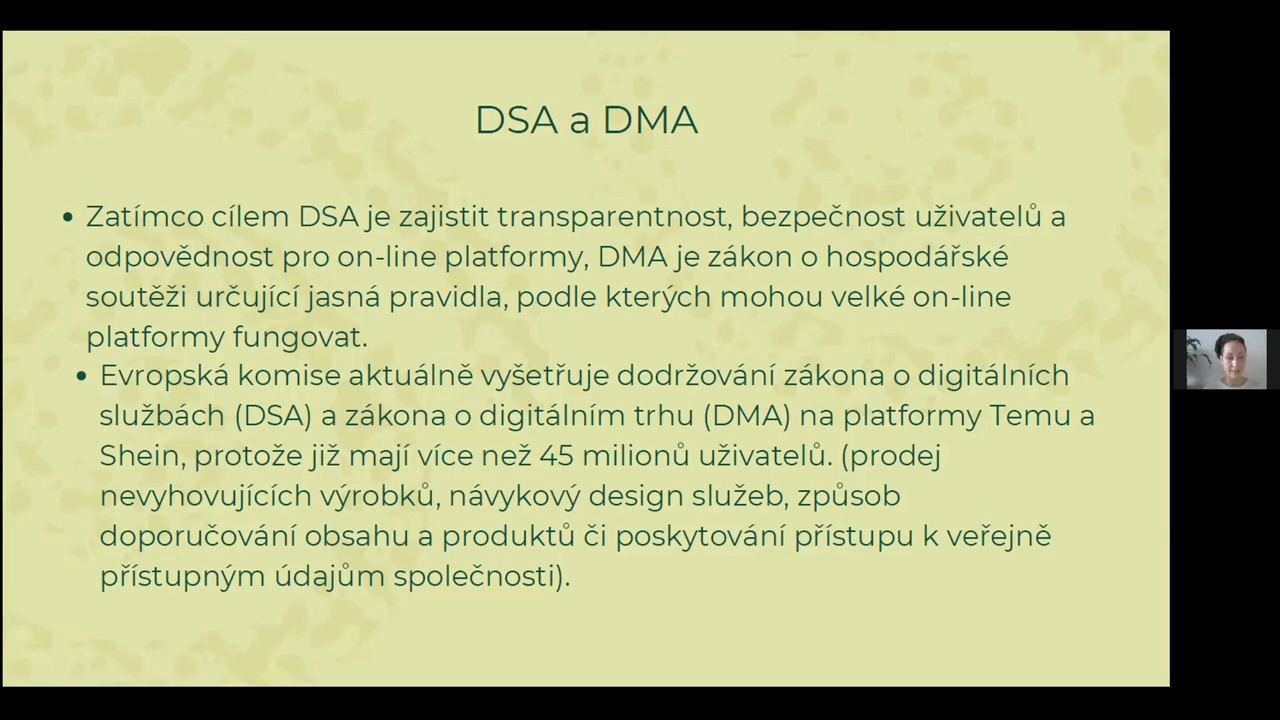 DSA a DMA
• Zatímco cílem DSA je zajistit transparentnost, bezpečnost uživatelů a
odpovědnost pro on-line platformy, DMA je zákon o hospodářské
soutěži určující jasná pravidla, podle kterých mohou velké on-line
platformy fungovat.
• Evropská komise aktuálně vyšetřuje dodržování zákona o digitálních
službách (DSA) a zákona o digitálním trhu (DMA) na platformy Temu a
Shein, protože již mají více než 45 milionů uživatelů. (prodej
nevyhovujících výrobků, návykový design služeb, způsob
doporučování obsahu a produktů či poskytování přístupu k veřejně
přístupným údajům společnosti).